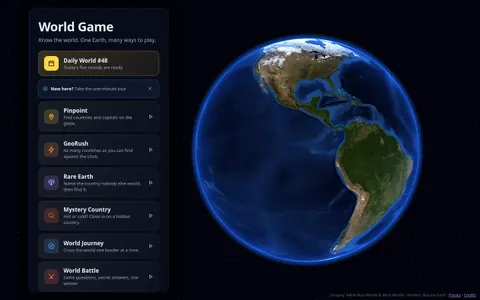 World Game
Know the world. One Earth, many ways to play.
Daily World #48
Today's five rounds are ready.
New here? Take the one-minute tour
Pinpoint
Find countries and capitals on the
globe.
GeoRush
As many countries as you can find
against the clock.
Rare Earth
Name the country nobody else would,
then find it.
Mystery Country
Hot or cold? Close in on a hidden
country.
World Journey
Cross the world one border at a time.
World Battle
Same questions, secret answers, one
winner.
Privacy
Credits